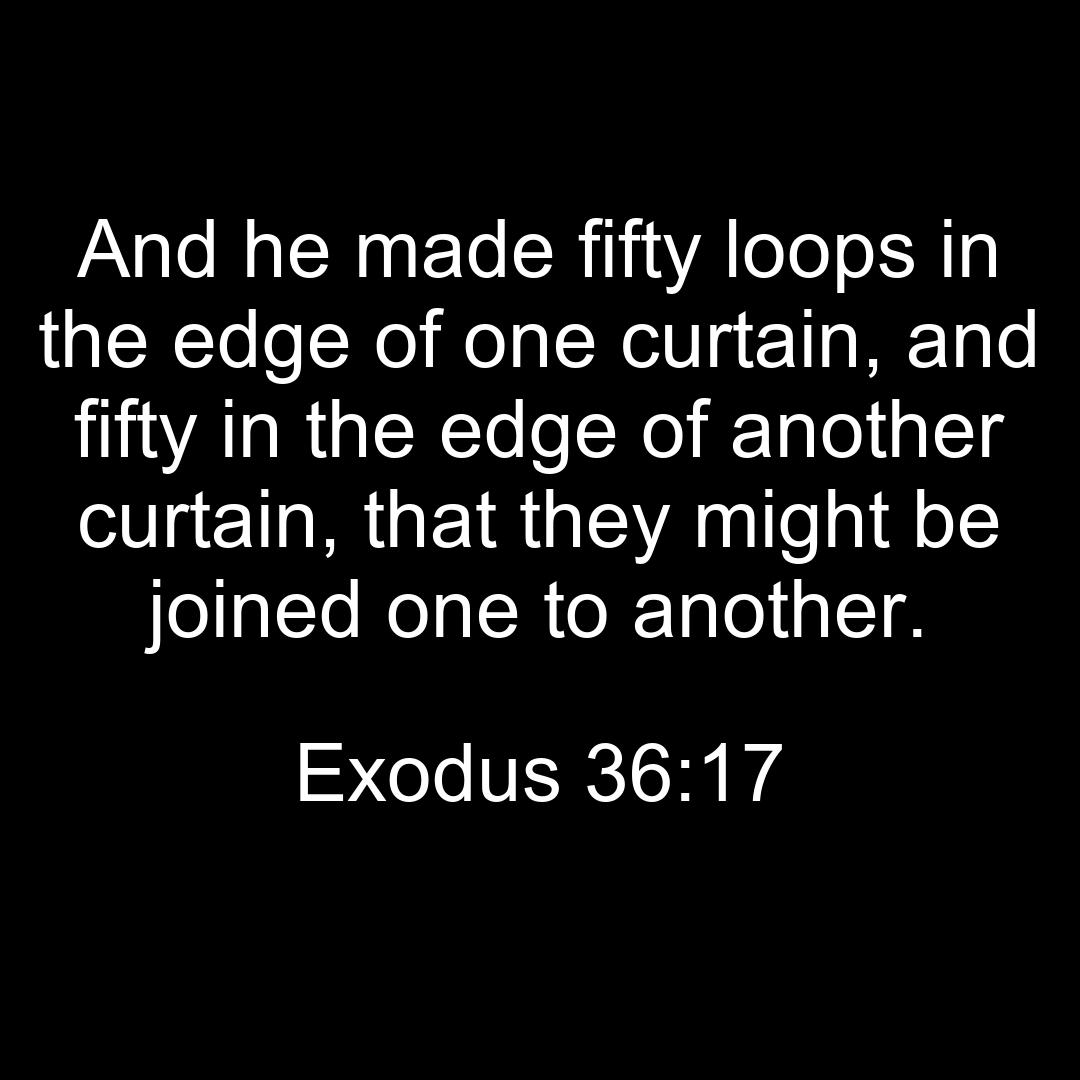 And he made fifty loops in
the edge of one curtain, and
fifty in the edge of another
curtain, that they might be
joined one to another.
Exodus 36:17